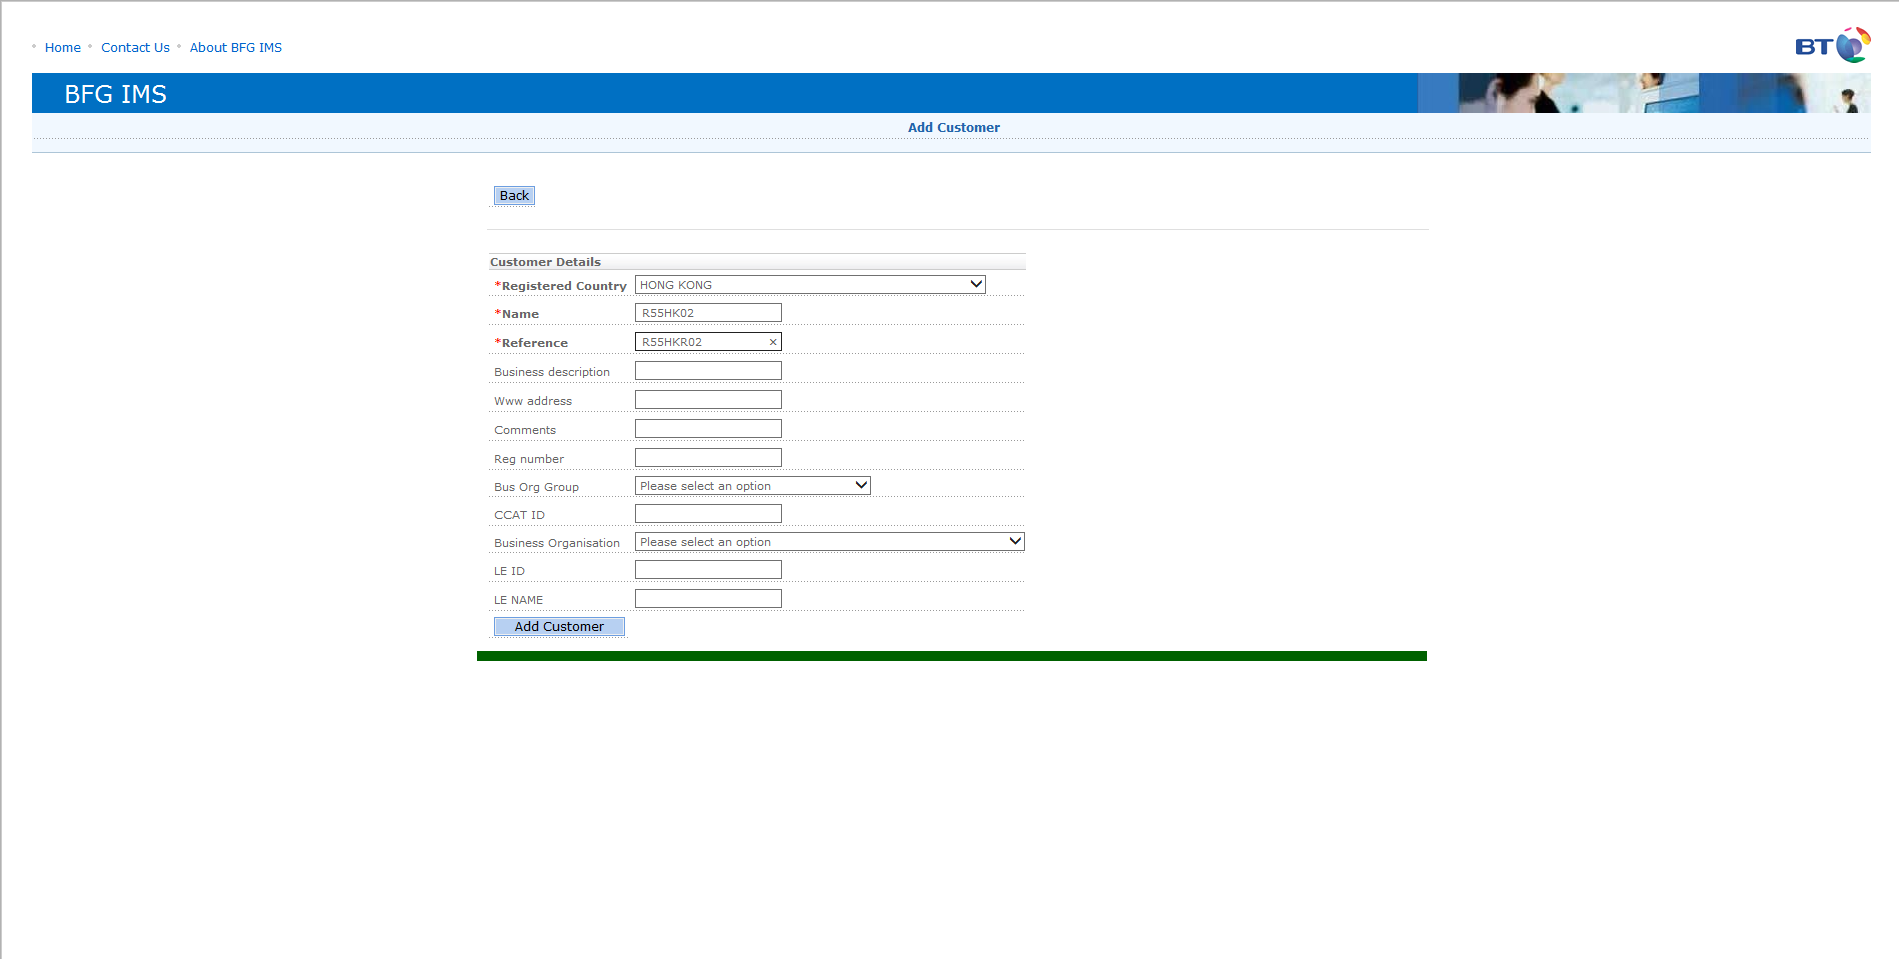 Home Contact Us About BFG IMS
BT
BFG IMS
Add Customer
Back
Customer Details
*Registered Country HONG KONG
*Name R55HK02
*Reference R55HKR02 ×
Business description
Www address
Comments
Reg number
Bus Org Group Please select an option
CCAT ID
Business Organisation Please select an option
LE ID
LE NAME
Add Customer